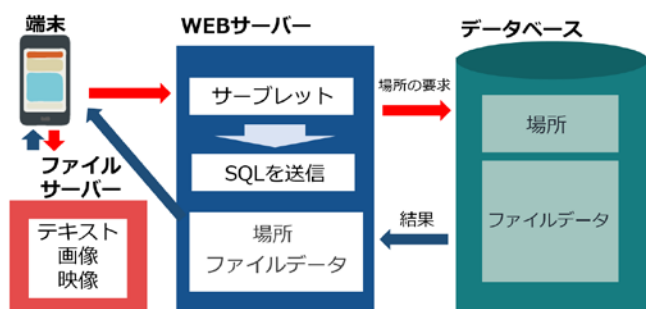 端末
WEBサーバー
データベース
サーブレット
場所の要求
場所
SQLを送信
ファイル
サーバー
テキスト
画像
映像
場所
ファイルデータ
結果
ファイルデータ